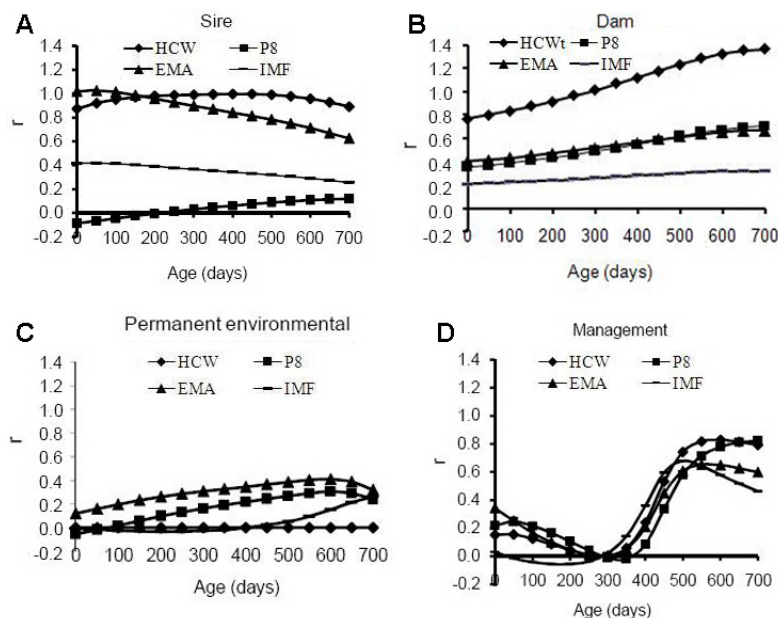 A
Sire
HCW
P8
EMA
IMF
1.4
1.2
1.0
0.8
0.6
0.4
0.2
0.0
-0.2
r
0
100
200
300
400
500
600
700
Age (days)
B
Dam
HCWt
P8
EMA
IMF
1.4
1.2
1.0
0.8
0.6
0.4
0.2
0.0
-0.2
r
0
100
200
300
400
500
600
700
Age (days)
C
Permanent environmental
HCW
P8
EMA
IMF
1.4
1.2
1.0
0.8
0.6
0.4
0.2
0.0
-0.2
r
0
100
200
300
400
500
600
700
Age (days)
D
Management
HCW
P8
EMA
IMF
1.4
1.2
1.0
0.8
0.6
0.4
0.2
0.0
-0.2
r
0
100
200
300
400
500
600
700
Age (days)